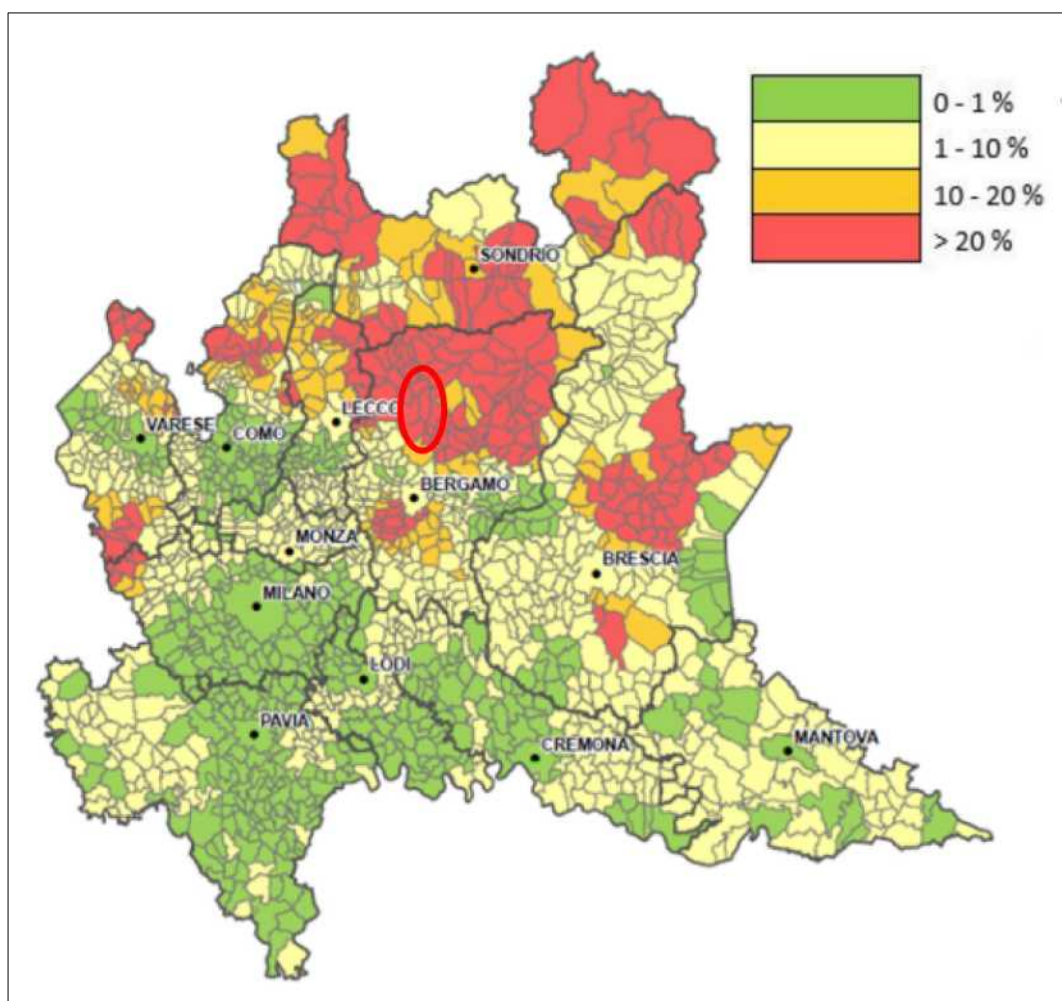 0 - 1 %
1 - 10 %
10 - 20 %
> 20 %
SONDRIO
LECCO
VARESE
COMO
BERGAMO
MONZA
BRESCIA
MILANO
LODI
PAVIA
CREMONA
MANTOVA